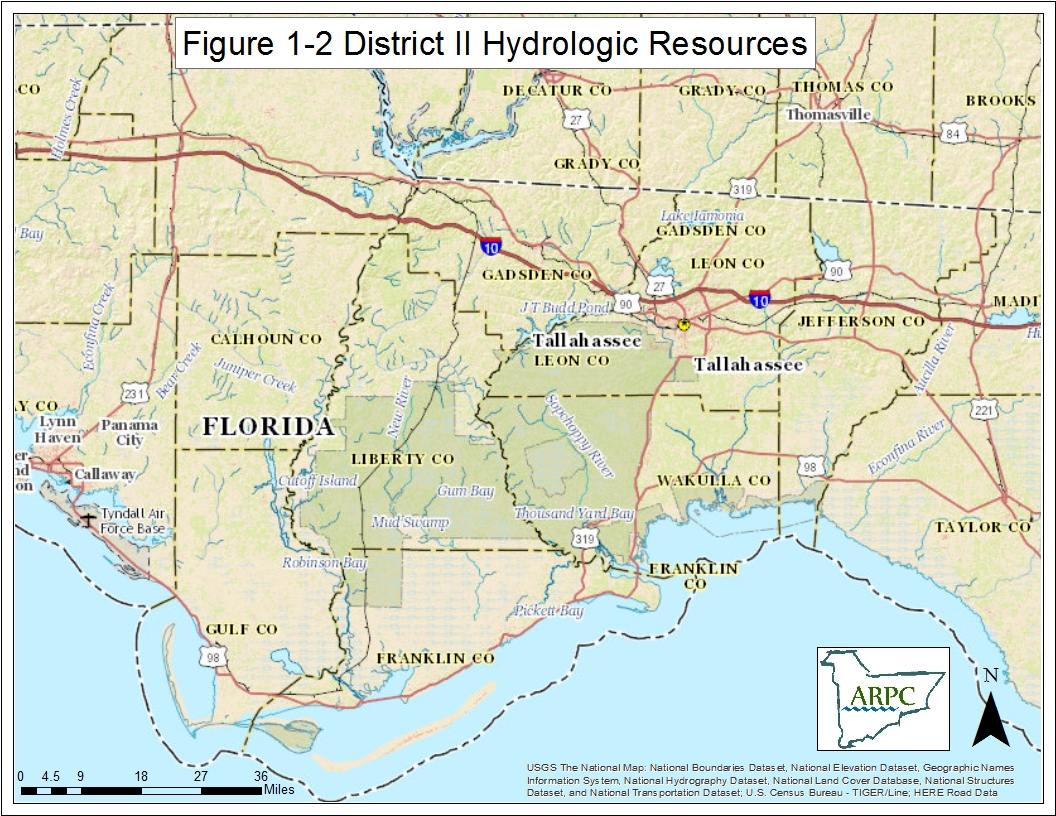 Figure 1-2 District II Hydrologic Resources
CO
Holmes Creek
DECATUR CO
GRADY CO
THOMAS CO
Thomasville
BROOKS
27
84
GRADY CO
319
Lake Iamonia
GADSDEN CO
Bay
10
LEON CO
90
GADSDEN CO
27
90
10
MADI
J T Budd Pond
Econfina Creek
CALHOUN CO
Tallahassee
LEON CO
Tallahassee
JEFFERSON CO
Aucilla River
Bear Creek
Juniper Creek
231
New River
221
Y CO
Lynn
Haven
Panama
City
FLORIDA
Sopchoppy River
Econfina River
er
nd
on
Callaway
LIBERTY CO
98
Cutoff Island
Gum Bay
WAKULLA CO
Tyndall Air
Force Base
Mud Swamp
Thousand Yard Bay
TAYLOR CO
319
Robinson Bay
FRANKLIN
CO
Pickett Bay
GULF CO
98
FRANKLIN CO
ARPC
N
0 4.5 9 18 27 36
Miles
USGS The National Map: National Boundaries Dataset, National Elevation Dataset, Geographic Names
Information System, National Hydrography Dataset, National Land Cover Database, National Structures
Dataset, and National Transportation Dataset; U.S. Census Bureau - TIGER/Line; HERE Road Data